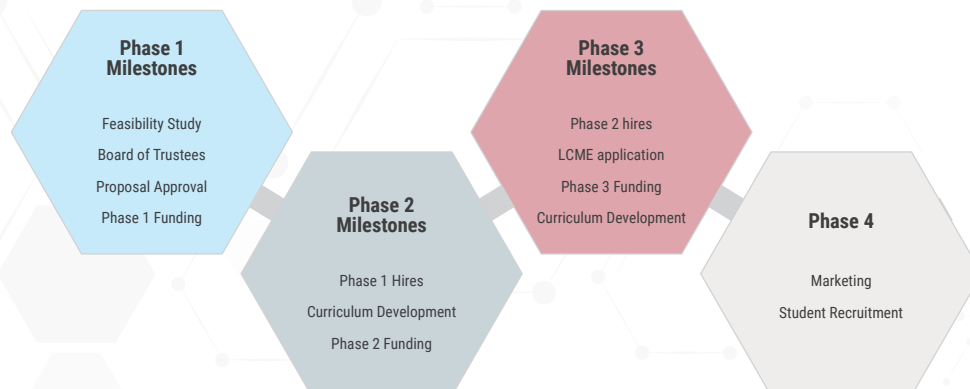 Phase 1
Milestones
Feasibility Study
Board of Trustees
Proposal Approval
Phase 1 Funding
Phase 2
Milestones
Phase 1 Hires
Curriculum Development
Phase 2 Funding
Phase 3
Milestones
Phase 2 hires
LCME application
Phase 3 Funding
Curriculum Development
Phase 4
Marketing
Student Recruitment